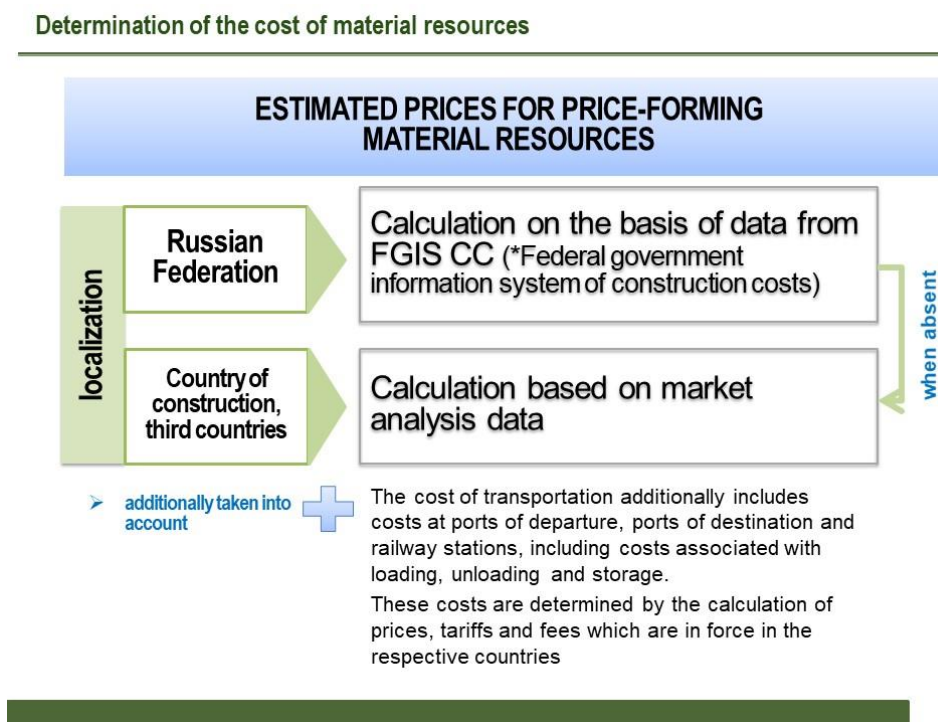 Determination of the cost of material resources
ESTIMATED PRICES FOR PRICE-FORMING
MATERIAL RESOURCES
localization
Russian
Federation
Calculation on the basis of data from
FGIS CC (*Federal government
information system of construction costs)
when absent
Country of
construction,
third countries
Calculation based on market
analysis data
additionally taken into
account
The cost of transportation additionally includes
costs at ports of departure, ports of destination and
railway stations, including costs associated with
loading, unloading and storage.
These costs are determined by the calculation of
prices, tariffs and fees which are in force in the
respective countries